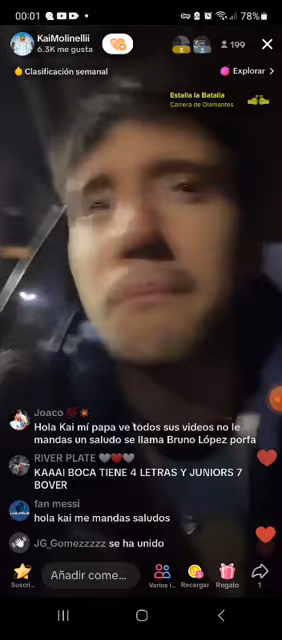 00:01
78%
KaiMolinellii
6.3K me gusta
199
Clasificación semanal
Explorar
Estalla la Batalla
Carrera de Diamantes
Joaco
Hola Kai mí papa ve todos sus videos no le
mandas un saludo se llama Bruno López porfa
RIVER PLATE
KAAAI BOCA TIENE 4 LETRAS Y JUNIORS 7
BOVER
fan messi
hola kai me mandas saludos
JG_Gomezzzzz se ha unido
Suscri...
Añadir come...
Varios i...
Recargar
Regalo
1